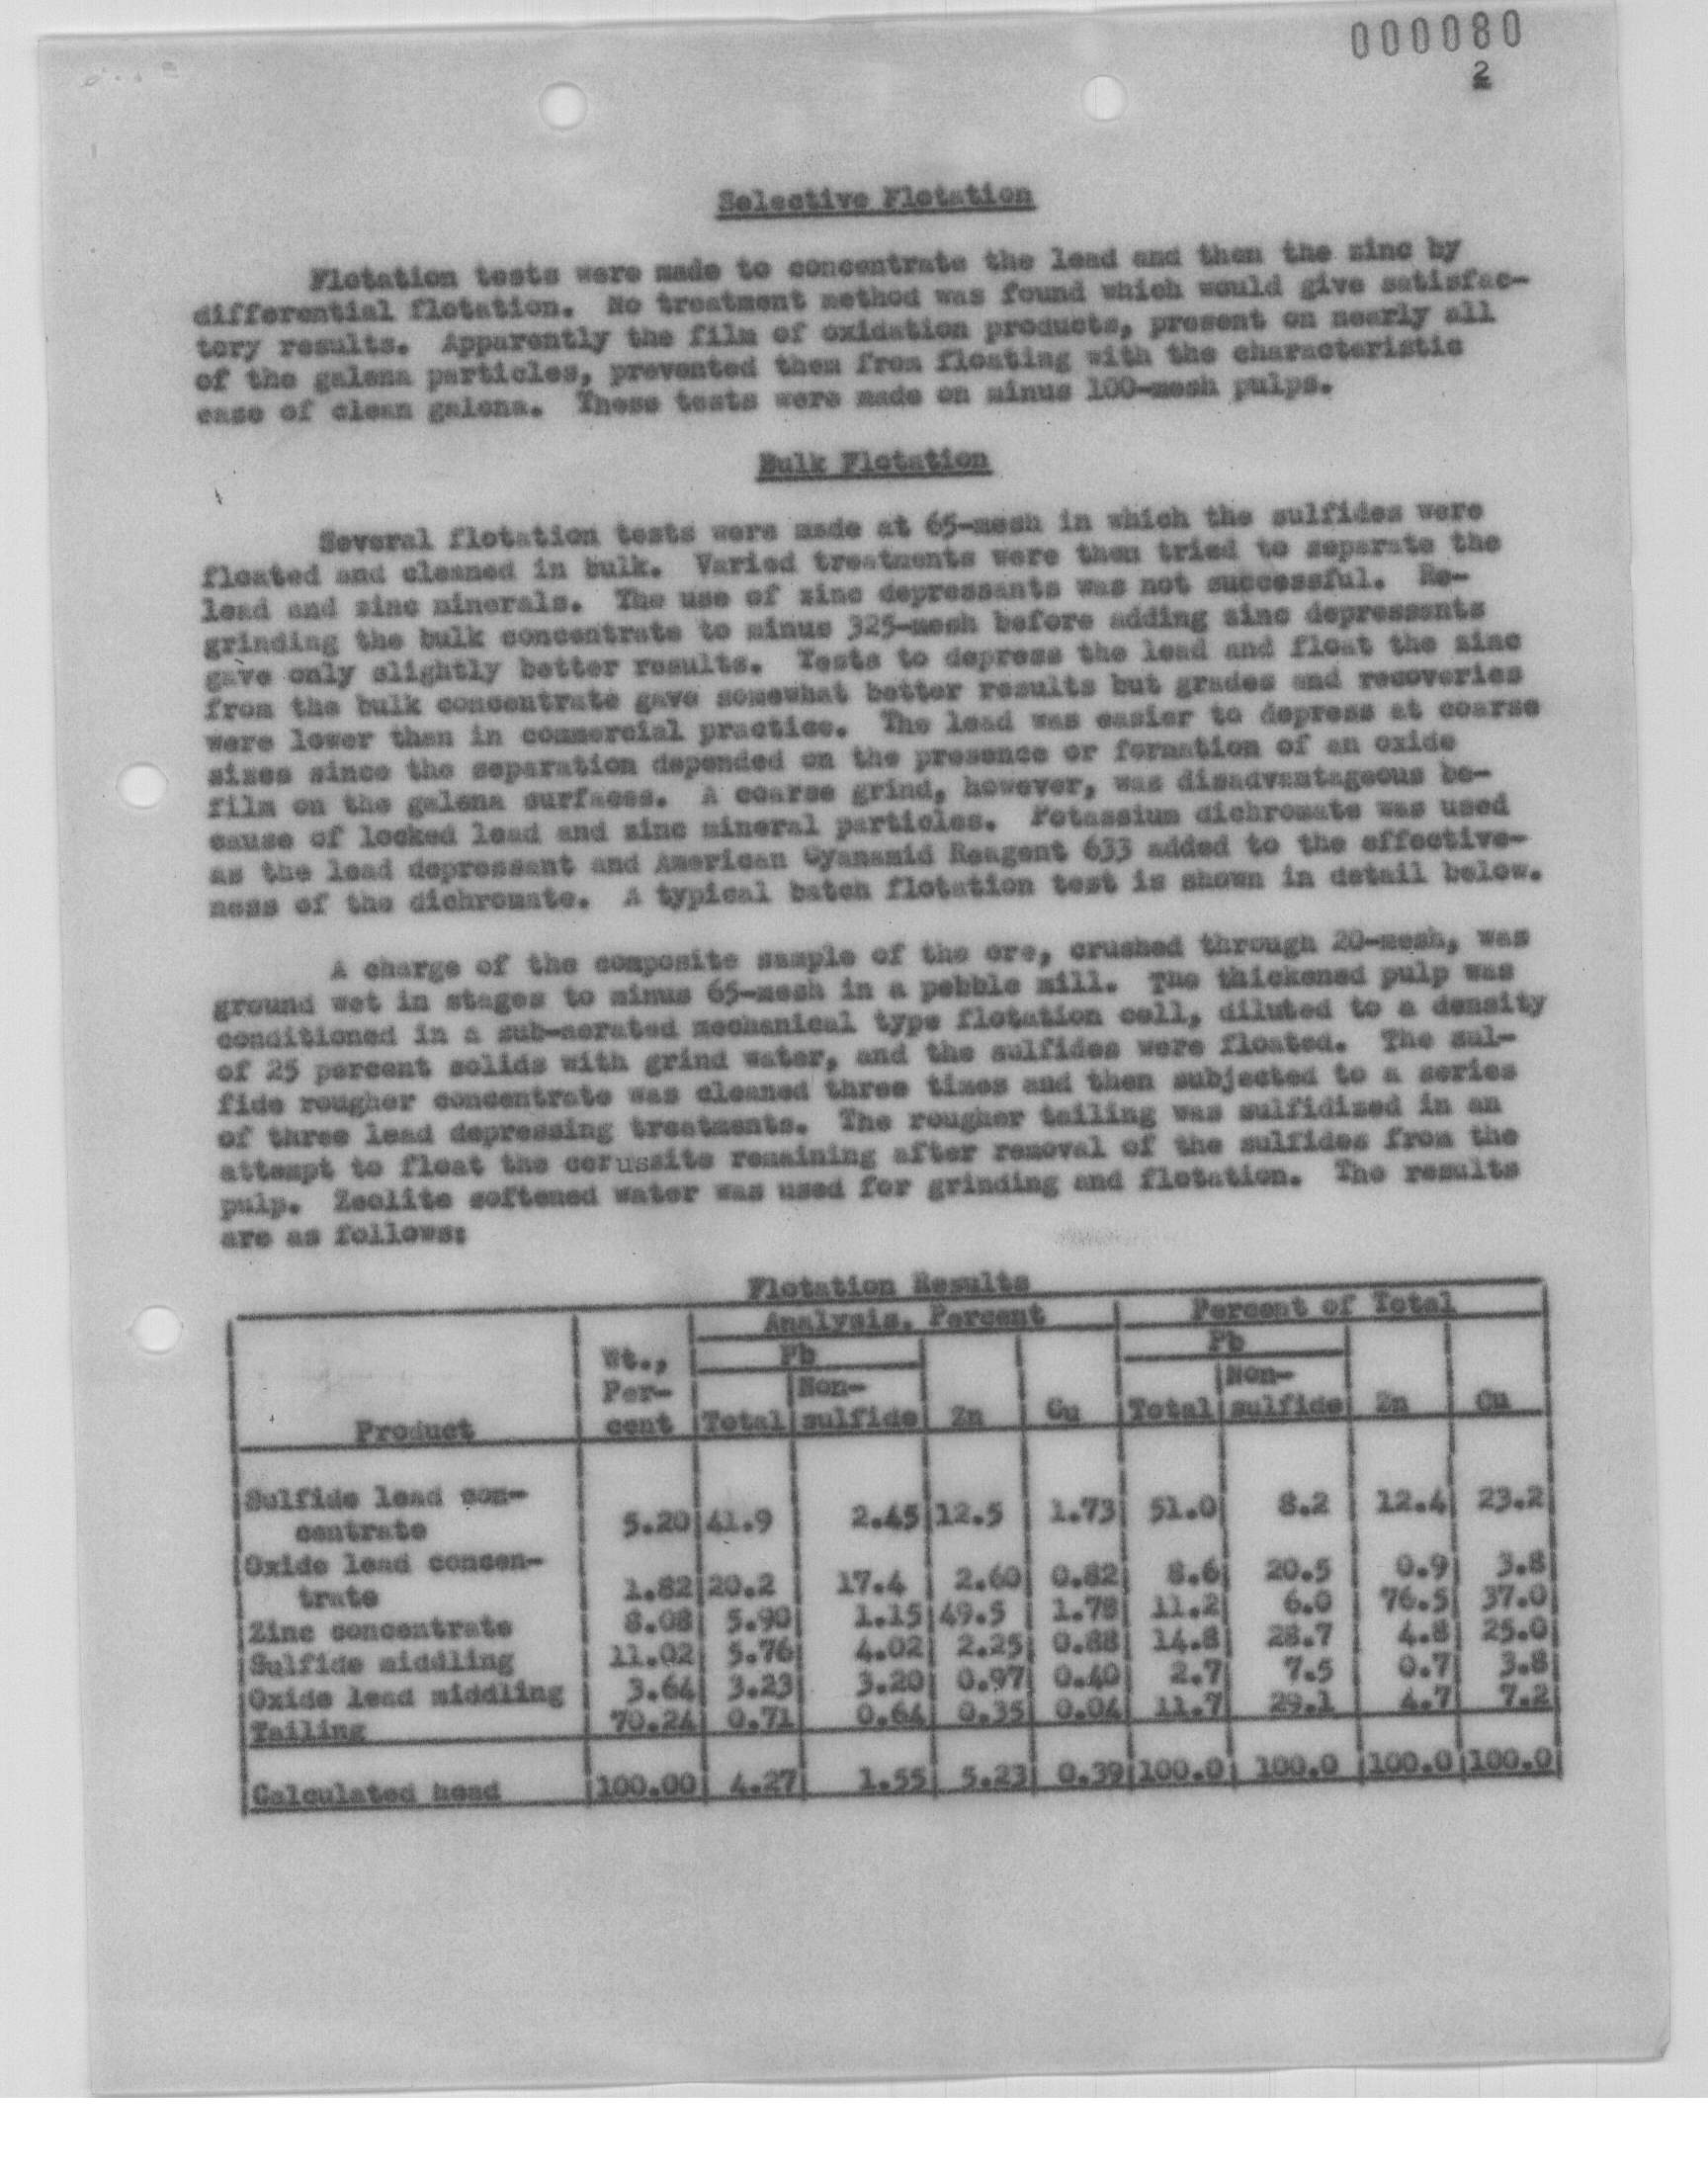 000080
2
Selective Flotation
Flotation tests were made to concentrate the lead and then the zinc by
differential flotation. No treatment method was found which would give satisfac-
tory results. Apparently the film of oxidation products, present on nearly all
of the galena particles, prevented them from floating with the characteristic
ease of clean galena. These tests were made on minus 100-mesh pulps.
Bulk Flotation
Several flotation tests were made at 65-mesh in which the sulfides were
floated and cleaned in bulk. Varied treatments were then tried to separate the
lead and zinc minerals. The use of zinc depressants was not successful. Re-
grinding the bulk concentrate to minus 325-mesh before adding zinc depressants
gave only slightly better results. Tests to depress the lead and float the zinc
from the bulk concentrate gave somewhat better results but grades and recoveries
were lower than in commercial practice. The lead was easier to depress at coarse
sizes since the separation depended on the presence or formation of an oxide
film on the galena surfaces. A coarse grind, however, was disadvantageous be-
cause of locked lead and zinc mineral particles. Potassium dichromate was used
as the lead depressant and American Cyanamid Reagent 633 added to the effective-
ness of the dichromate. A typical batch flotation test is shown in detail below.
A charge of the composite sample of the ore, crushed through 20-mesh, was
ground wet in stages to minus 65-mesh in a pebble mill. The thickened pulp was
conditioned in a sub-aerated mechanical type flotation cell, diluted to a density
of 25 percent solids with grind water, and the sulfides were floated. The sul-
fide rougher concentrate was cleaned three times and then subjected to a series
of three lead depressing treatments. The rougher tailing was sulfidized in an
attempt to float the cerussite remaining after removal of the sulfides from the
pulp. Zeolite softened water was used for grinding and flotation. The results
are as follows:
Flotation Results
Analysis, Percent Percent of Total
Wt., Pb Pb
Per- Non- Non-
Product cent Total sulfide Zn Cu Total sulfide Zn Cu
Sulfide lead con-
centrate 5.20 41.9 2.45 12.5 1.73 51.0 8.2 12.4 23.2
Oxide lead concen-
trate 1.82 20.2 17.4 2.60 0.82 8.6 20.5 0.9 3.8
Zinc concentrate 8.08 5.90 1.15 49.5 1.78 11.2 6.0 76.5 37.0
Sulfide middling 11.02 5.76 4.02 2.25 0.88 14.8 28.7 4.8 25.0
Oxide lead middling 3.64 3.23 3.20 0.97 0.40 2.7 7.5 0.7 3.8
Tailing 70.24 0.71 0.64 0.35 0.04 11.7 29.1 4.7 7.2
Calculated head 100.00 4.27 1.55 5.23 0.39 100.0 100.0 100.0 100.0